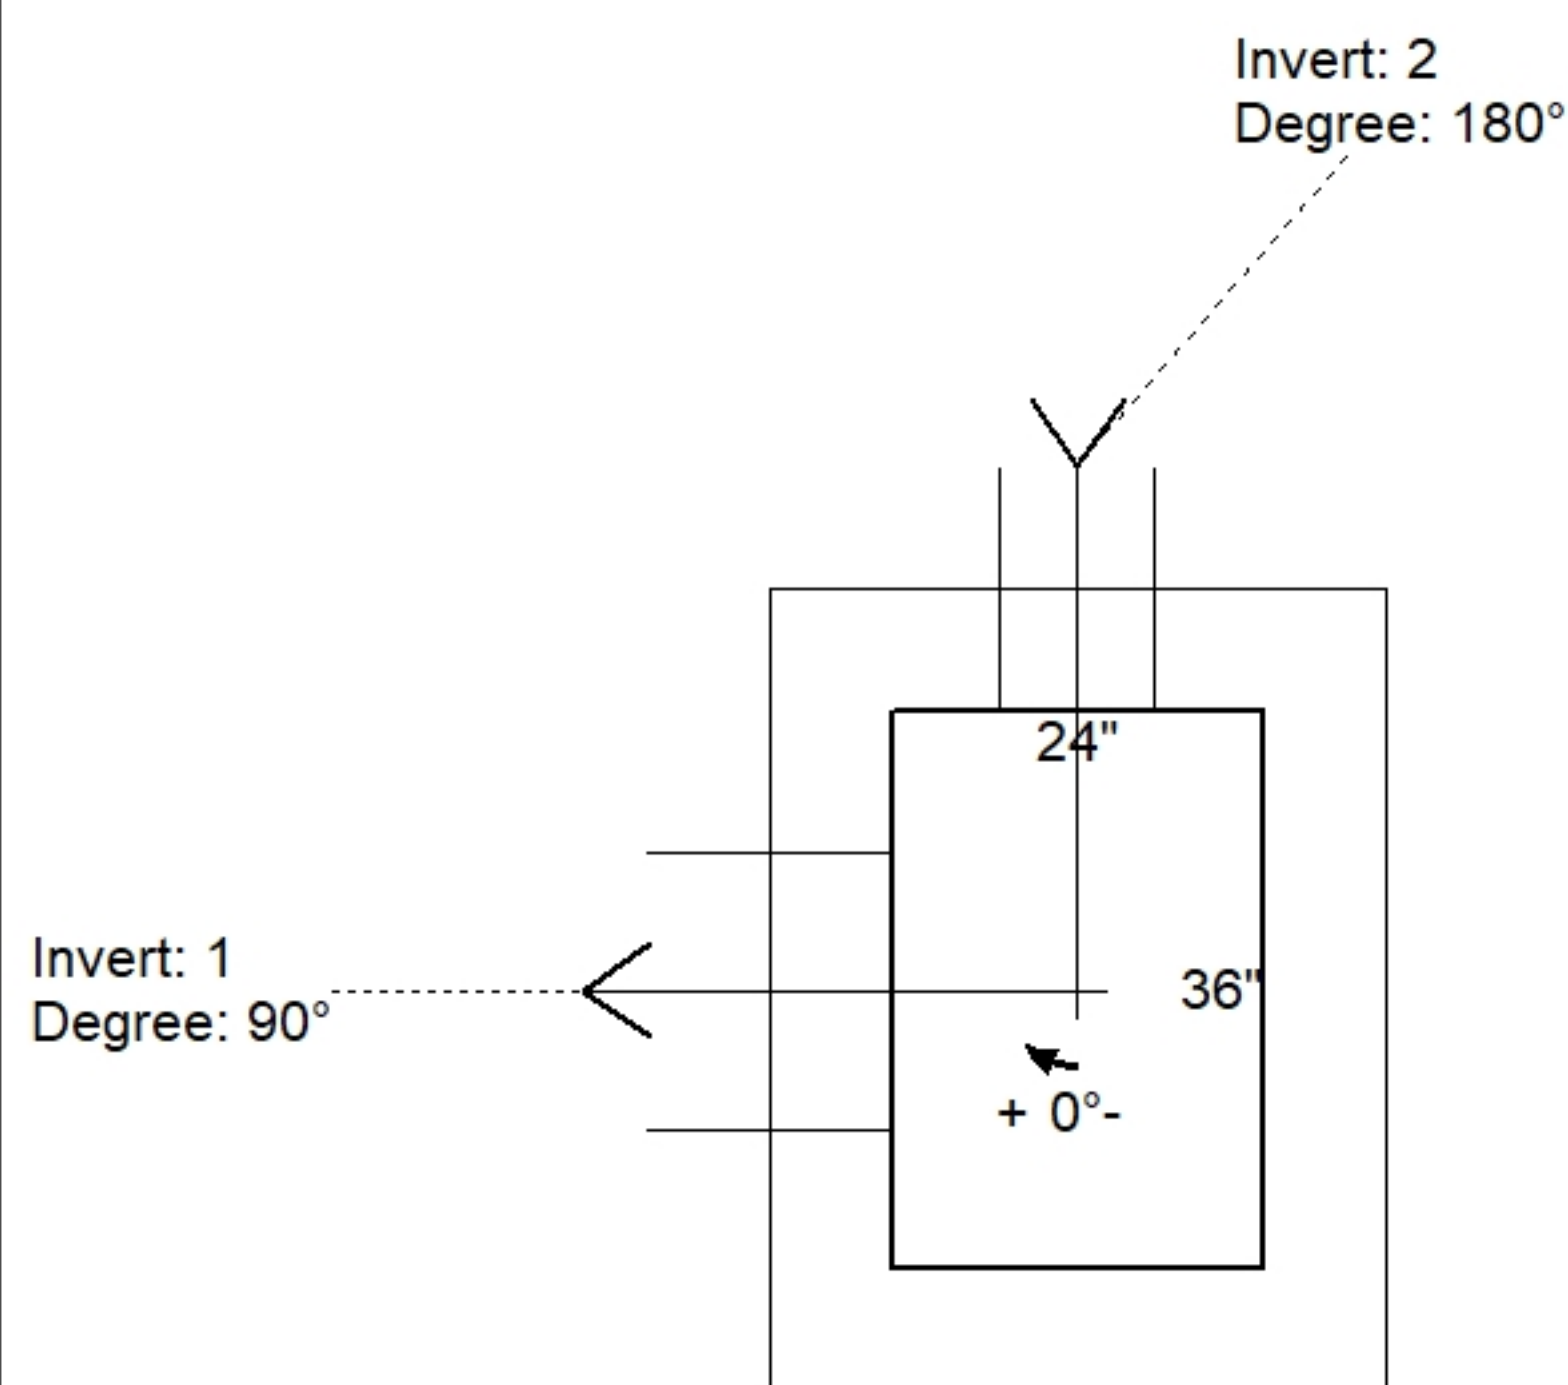 Invert: 2
Degree: 180°
24"
Invert: 1
Degree: 90°
36"
+ 0°-